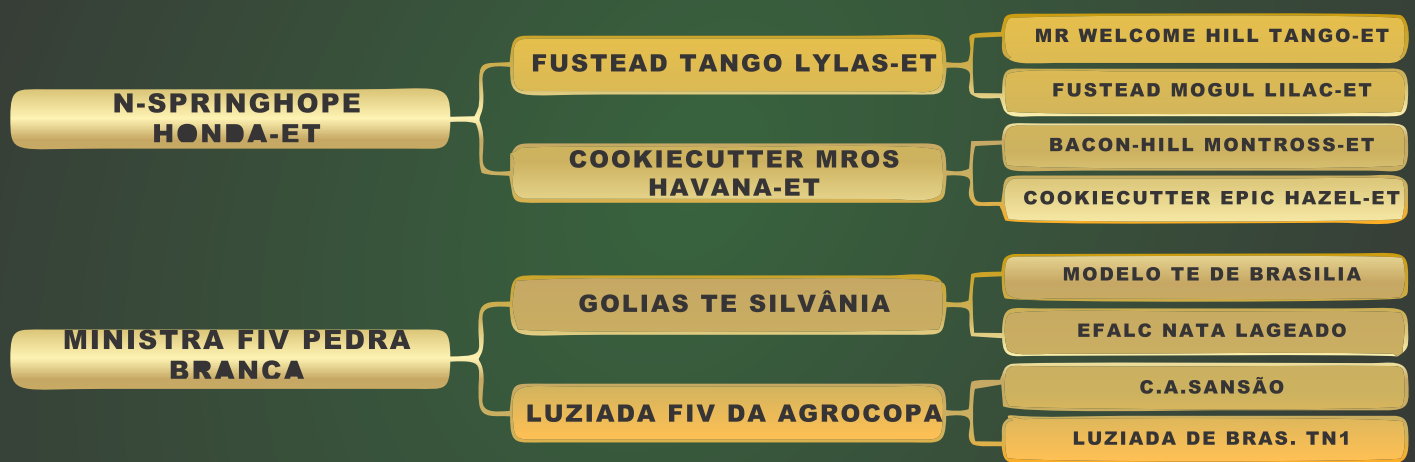 N-SPRINGHOPE
HONDA-ET
FUSTEAD TANGO LYLAS-ET
COOKIECUTTER MROS
HAVANA-ET
MR WELCOME HILL TANGO-ET
FUSTEAD MOGUL LILAC-ET
BACON-HILL MONTROSS-ET
COOKIECUTTER EPIC HAZEL-ET
MINISTRA FIV PEDRA
BRANCA
GOLIAS TE SILVÂNIA
LUZIADA FIV DA AGROCOPA
MODELO TE DE BRASILIA
EFALC NATA LAGEADO
C.A.SANSÃO
LUZIADA DE BRAS. TN1